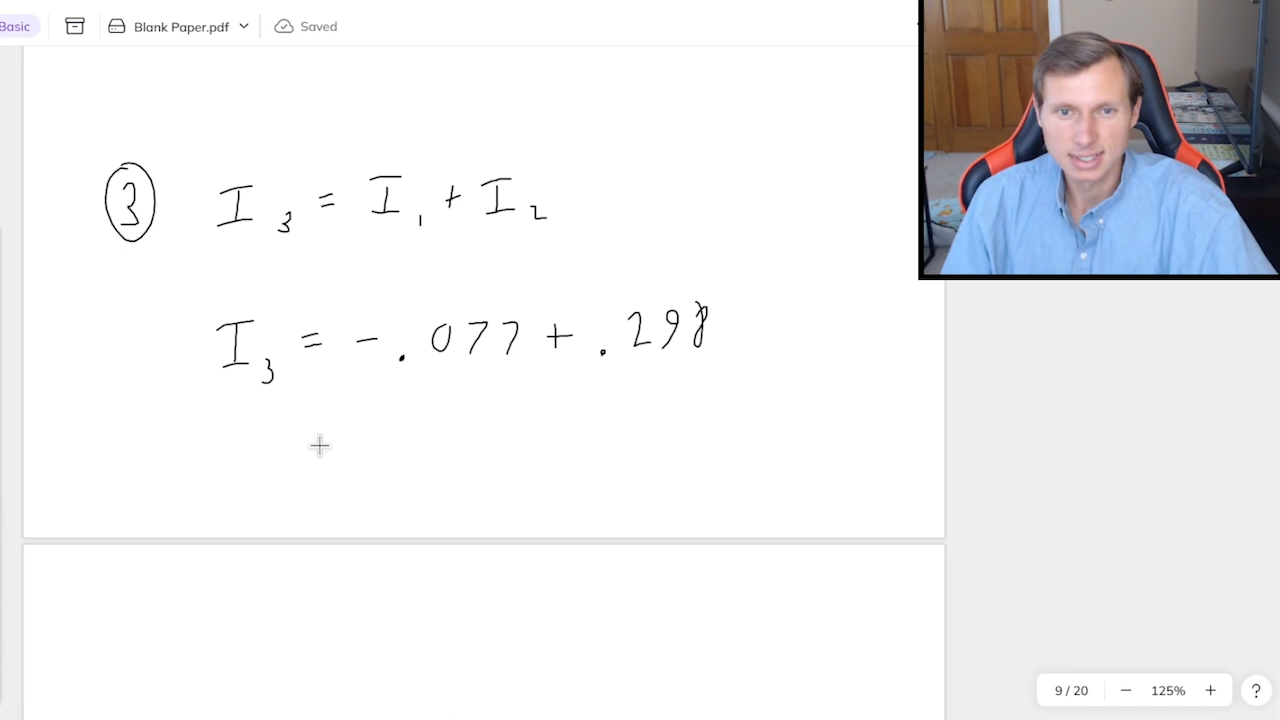 Basic Blank Paper.pdf Saved
3 I3 = I1 + I2
I3 = -.077 + .298
9 / 20 − 125% + ?